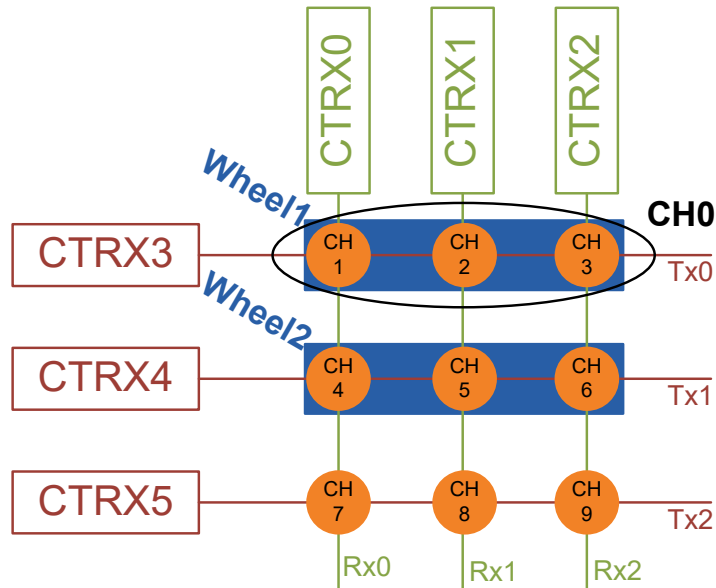 CTRX0
CTRX1
CTRX2
Wheel1
CH0
CTRX3
CH
1
CH
2
CH
3
Tx0
Wheel2
CTRX4
CH
4
CH
5
CH
6
Tx1
CTRX5
CH
7
CH
8
CH
9
Tx2
Rx0
Rx1
Rx2